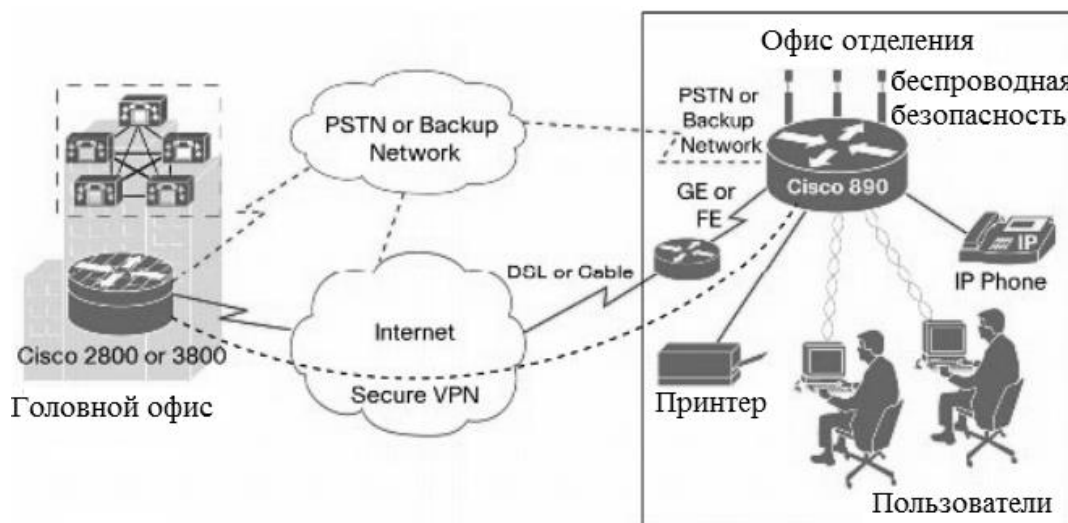 Офис отделения
беспроводная
безопасность
PSTN or
Backup
Network
PSTN or Backup
Network
Cisco 890
GE or
FE
IP
IP Phone
DSL or Cable
Internet
Cisco 2800 or 3800
Secure VPN
Головной офис
Принтер
Пользователи